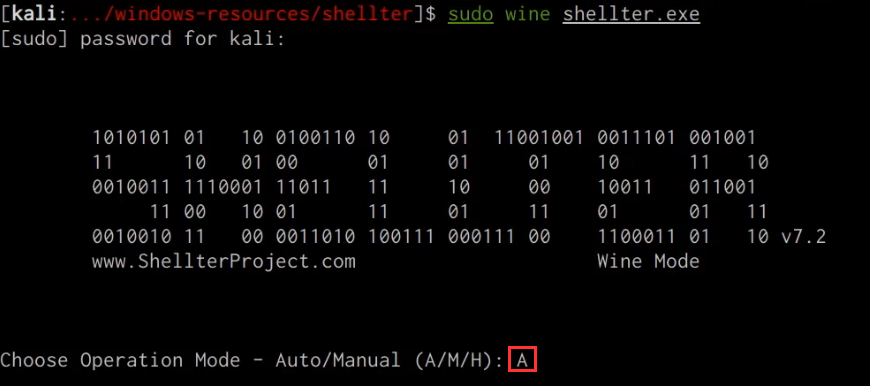 [kali:.../windows-resources/shellter]$ sudo wine shellter.exe
[sudo] password for kali:
1010101 01   10 0100110 10     01  11001001 0011101 001001
11      10   01 00      01     01     01    10      11   10
0010011 1110001 11011   11     10     00    10011   011001
     11 00   10 01      11     01     11    01      01   11
0010010 11   00 0011010 100111 000111 00    1100011 01   10 v7.2
www.ShellterProject.com                     Wine Mode
Choose Operation Mode - Auto/Manual (A/M/H): A